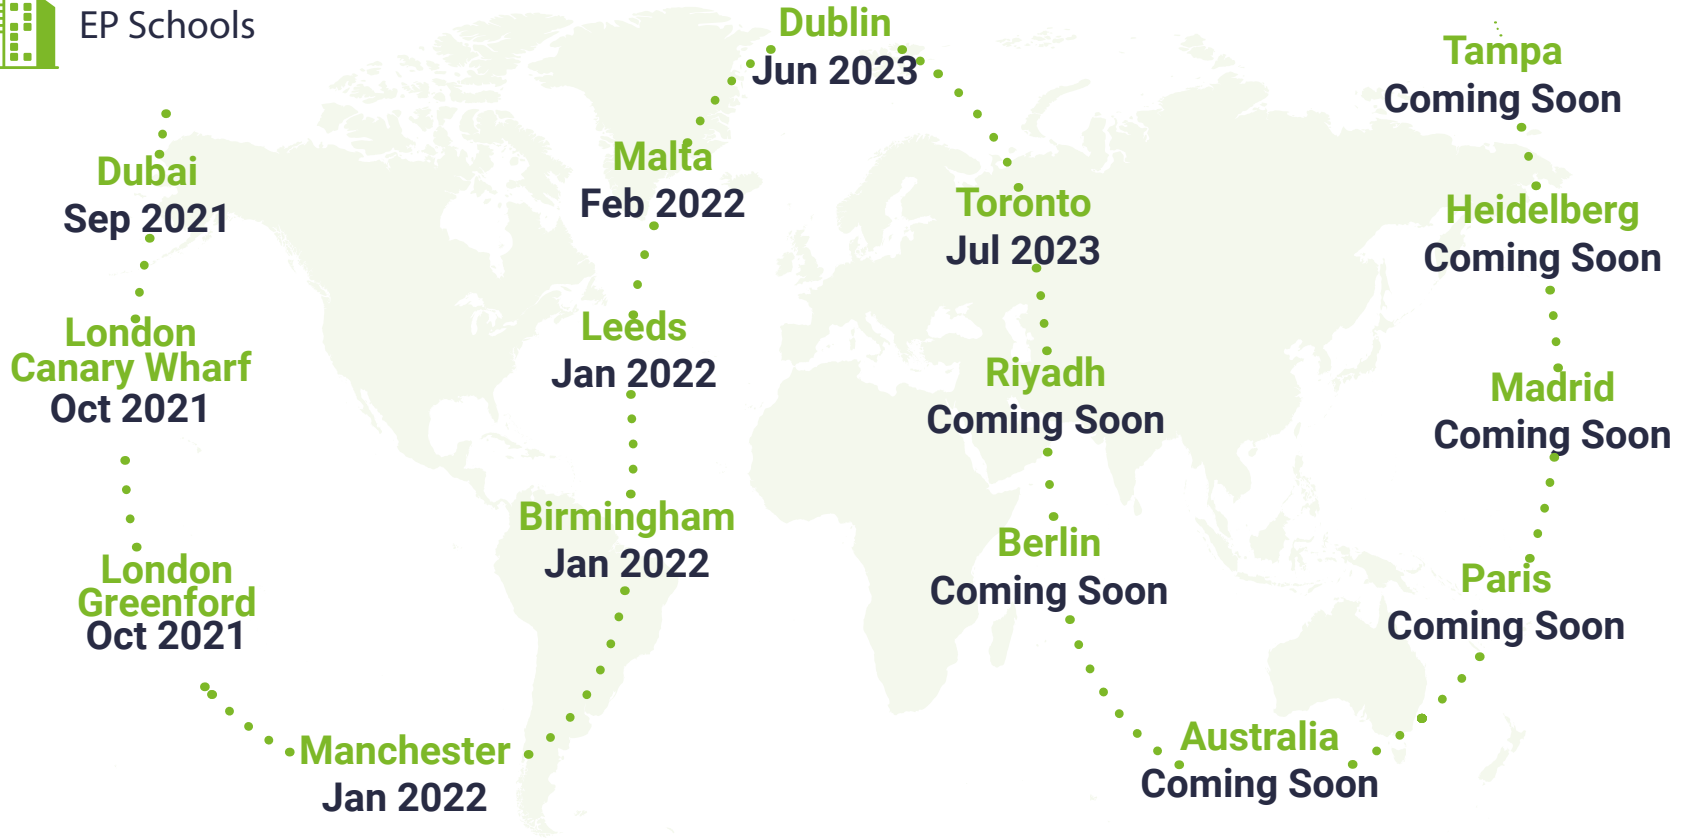 EP Schools
Dubai
Sep 2021
London
Canary Wharf
Oct 2021
London
Greenford
Oct 2021
Manchester
Jan 2022
Birmingham
Jan 2022
Leeds
Jan 2022
Malta
Feb 2022
Dublin
Jun 2023
Toronto
Jul 2023
Riyadh
Coming Soon
Berlin
Coming Soon
Australia
Coming Soon
Paris
Coming Soon
Madrid
Coming Soon
Heidelberg
Coming Soon
Tampa
Coming Soon